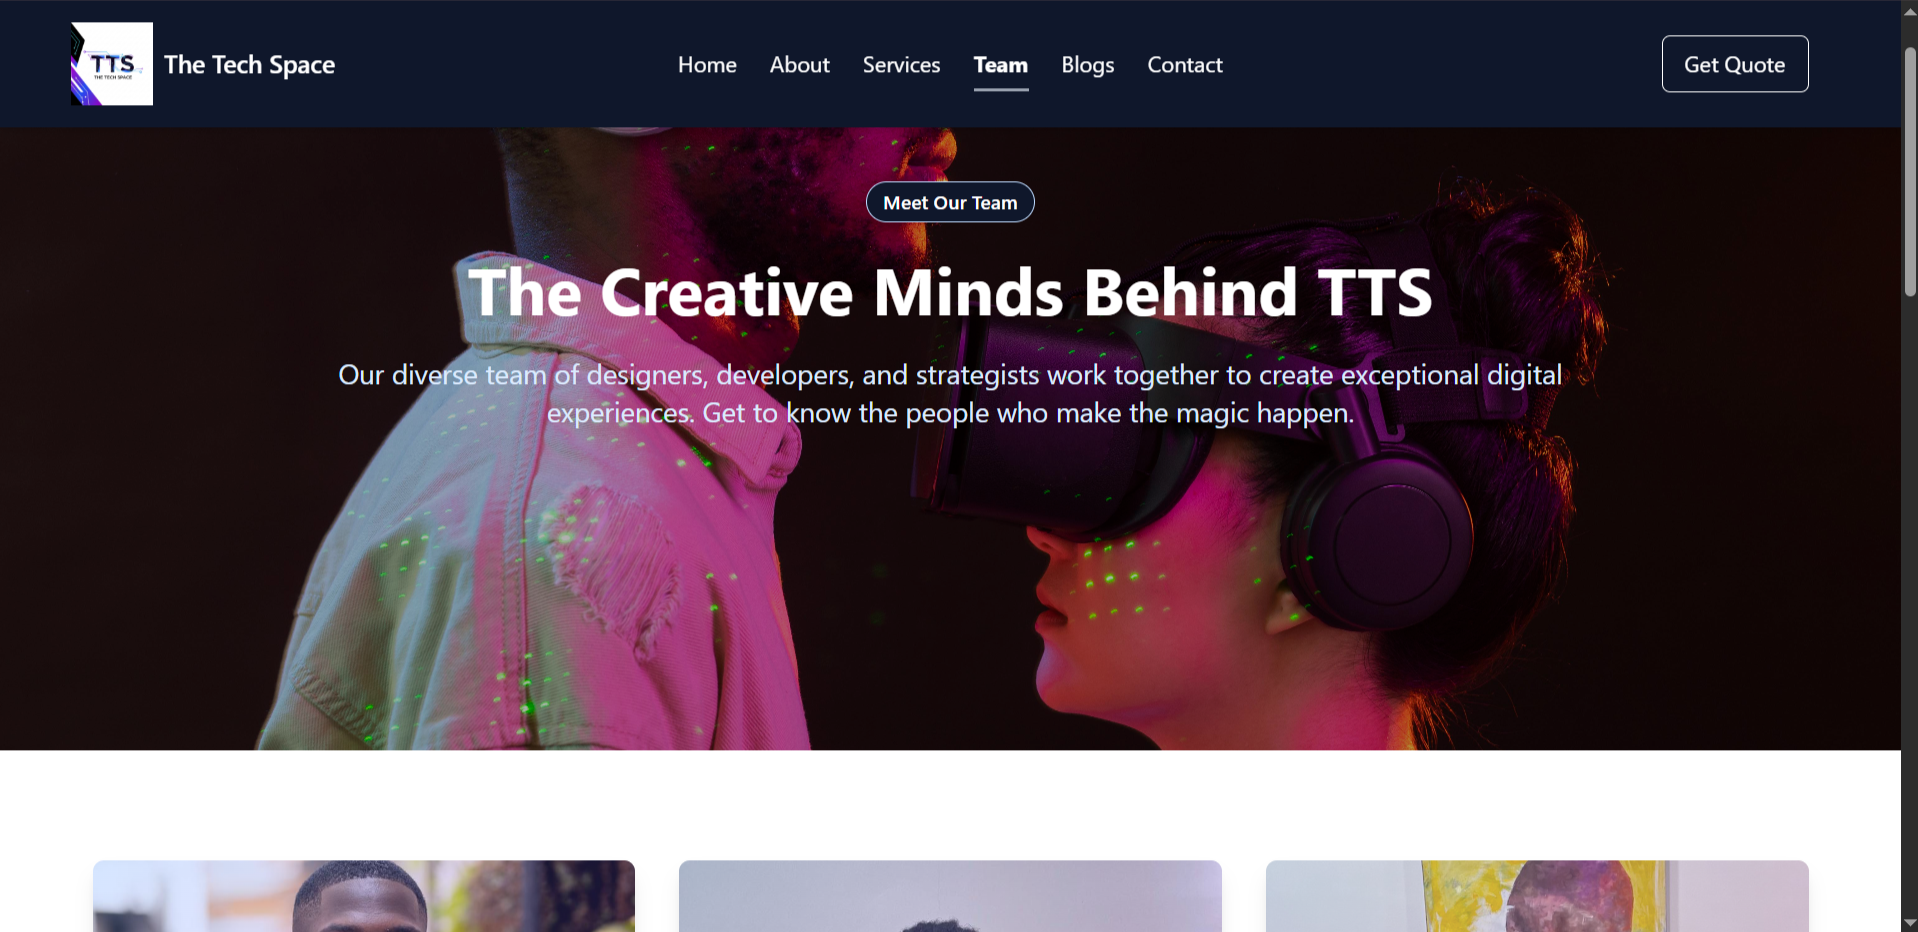 TTS
THE TECH SPACE
The Tech Space
Home
About
Services
Team
Blogs
Contact
Get Quote
Meet Our Team
The Creative Minds Behind TTS
Our diverse team of designers, developers, and strategists work together to create exceptional digital
experiences. Get to know the people who make the magic happen.